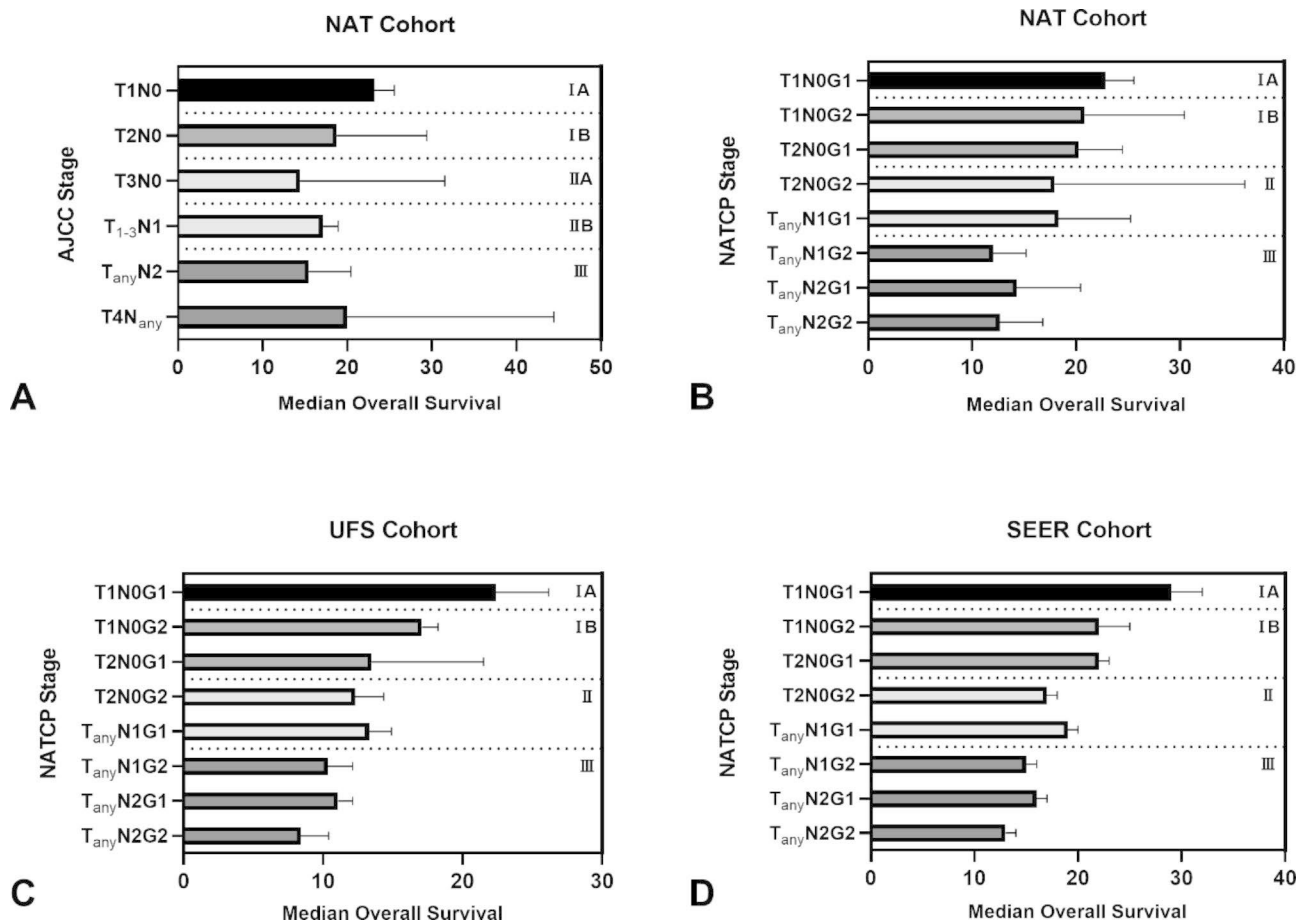 NAT Cohort
AJCC Stage
T1N0
IA
T2N0
IB
T3N0
IIA
T1-3N1
IIB
TanyN2
III
T4Nany
0 10 20 30 40 50
Median Overall Survival
A
NAT Cohort
NATCP Stage
T1N0G1
IA
T1N0G2
IB
T2N0G1
T2N0G2
II
TanyN1G1
TanyN1G2
III
TanyN2G1
TanyN2G2
0 10 20 30 40
Median Overall Survival
B
UFS Cohort
NATCP Stage
T1N0G1
IA
T1N0G2
IB
T2N0G1
T2N0G2
II
TanyN1G1
TanyN1G2
III
TanyN2G1
TanyN2G2
0 10 20 30
Median Overall Survival
C
SEER Cohort
NATCP Stage
T1N0G1
IA
T1N0G2
IB
T2N0G1
T2N0G2
II
TanyN1G1
TanyN1G2
III
TanyN2G1
TanyN2G2
0 10 20 30 40
Median Overall Survival
D